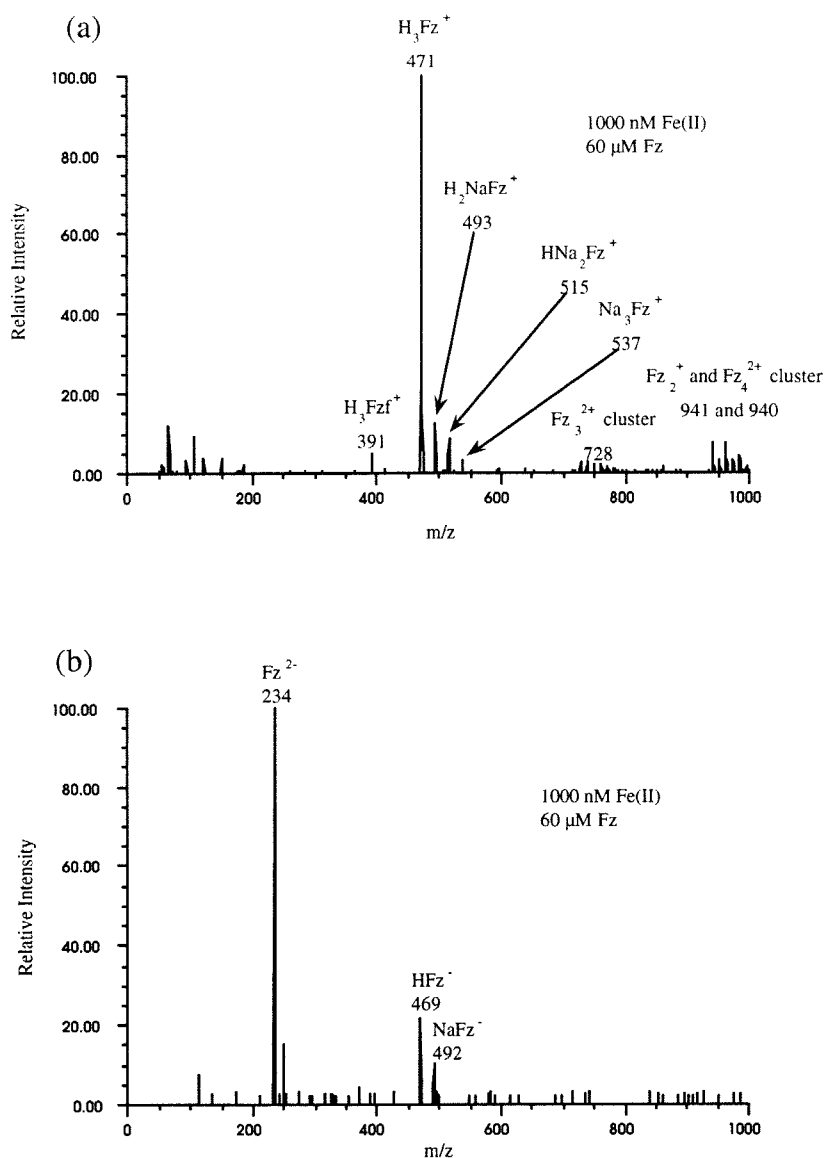 (a)
H₃Fz⁺
471
1000 nM Fe(II)
60 µM Fz
H₂NaFz⁺
493
HNa₂Fz⁺
515
Na₃Fz⁺
537
Fz₂⁺ and Fz₄²⁺ cluster
941 and 940
Fz₃²⁺ cluster
728
H₃Fzf⁺
391
Relative Intensity
100.00
80.00
60.00
40.00
20.00
0.00
0 200 400 600 800 1000
m/z
(b)
Fz²⁻
234
1000 nM Fe(II)
60 µM Fz
HFz⁻
469
NaFz⁻
492
Relative Intensity
100.00
80.00
60.00
40.00
20.00
0.00
0 200 400 600 800 1000
m/z